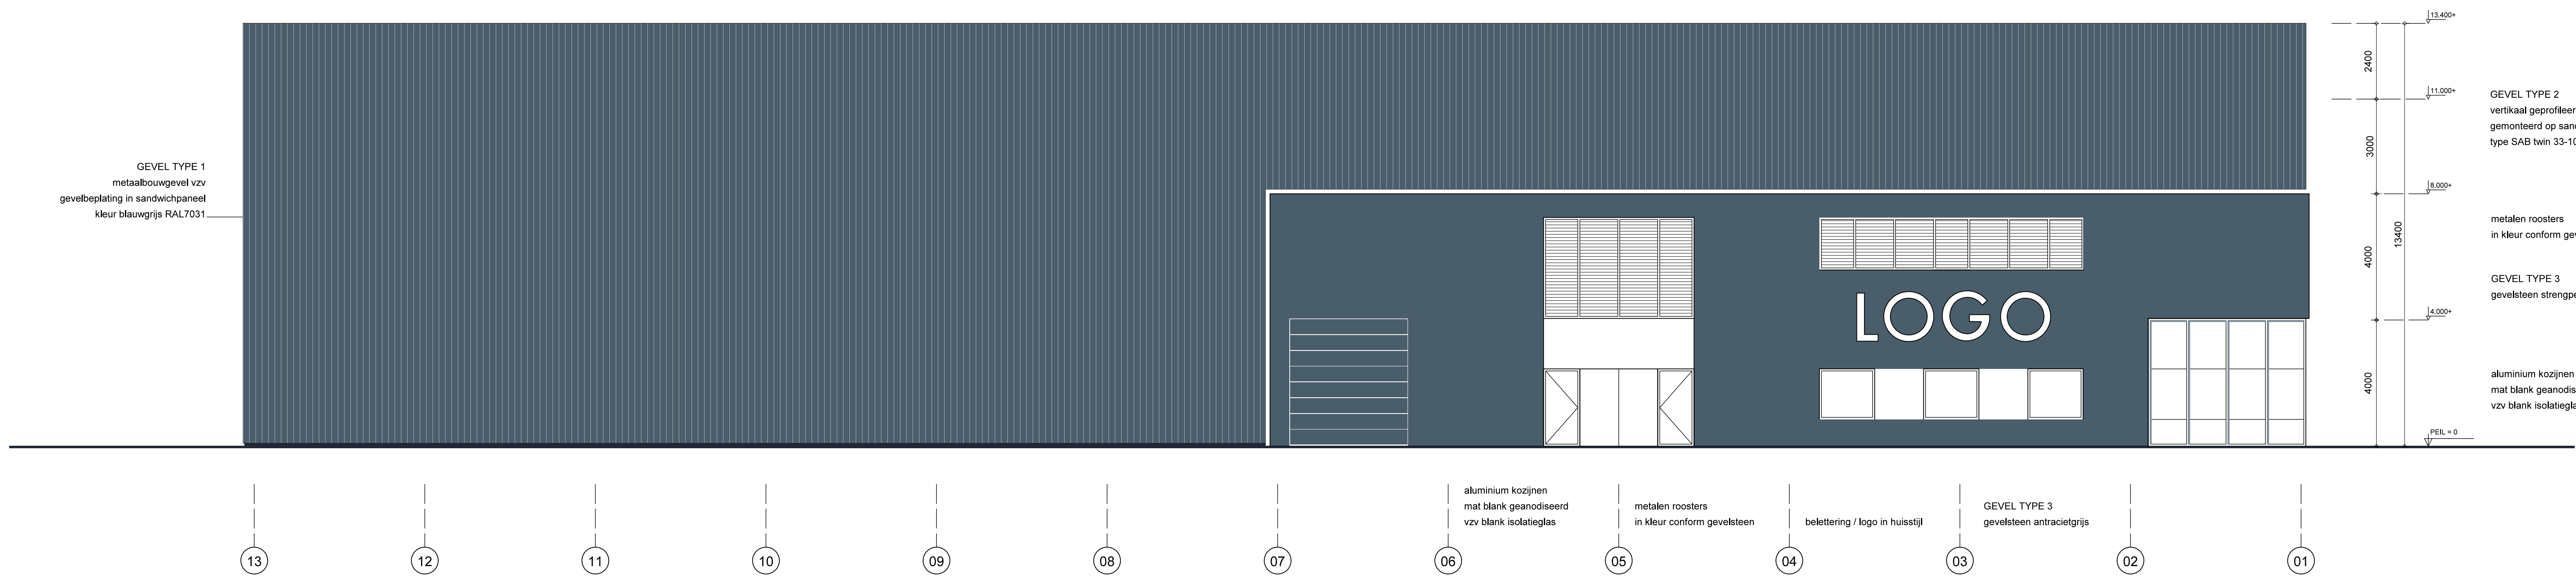 GEVEL TYPE 1
metaalbouwgevel vzv
gevelbeplating in sandwichpaneel
kleur blauwgrijs RAL7031
LOGO
13,400+
11,000+
8,000+
4,000+
PEIL = 0
2400
3000
4000
4000
13400
GEVEL TYPE 2
vertikaal geprofileer
gemonteerd op sand
type SAB twin 33-10
metalen roosters
in kleur conform gev
GEVEL TYPE 3
gevelsteen strengpe
aluminium kozijnen
mat blank geanodis
vzv blank isolatiegla
aluminium kozijnen
mat blank geanodiseerd
vzv blank isolatieglas
metalen roosters
in kleur conform gevelsteen
belettering / logo in huisstijl
GEVEL TYPE 3
gevelsteen antracietgrijs
13 12 11 10 09 08 07 06 05 04 03 02 01